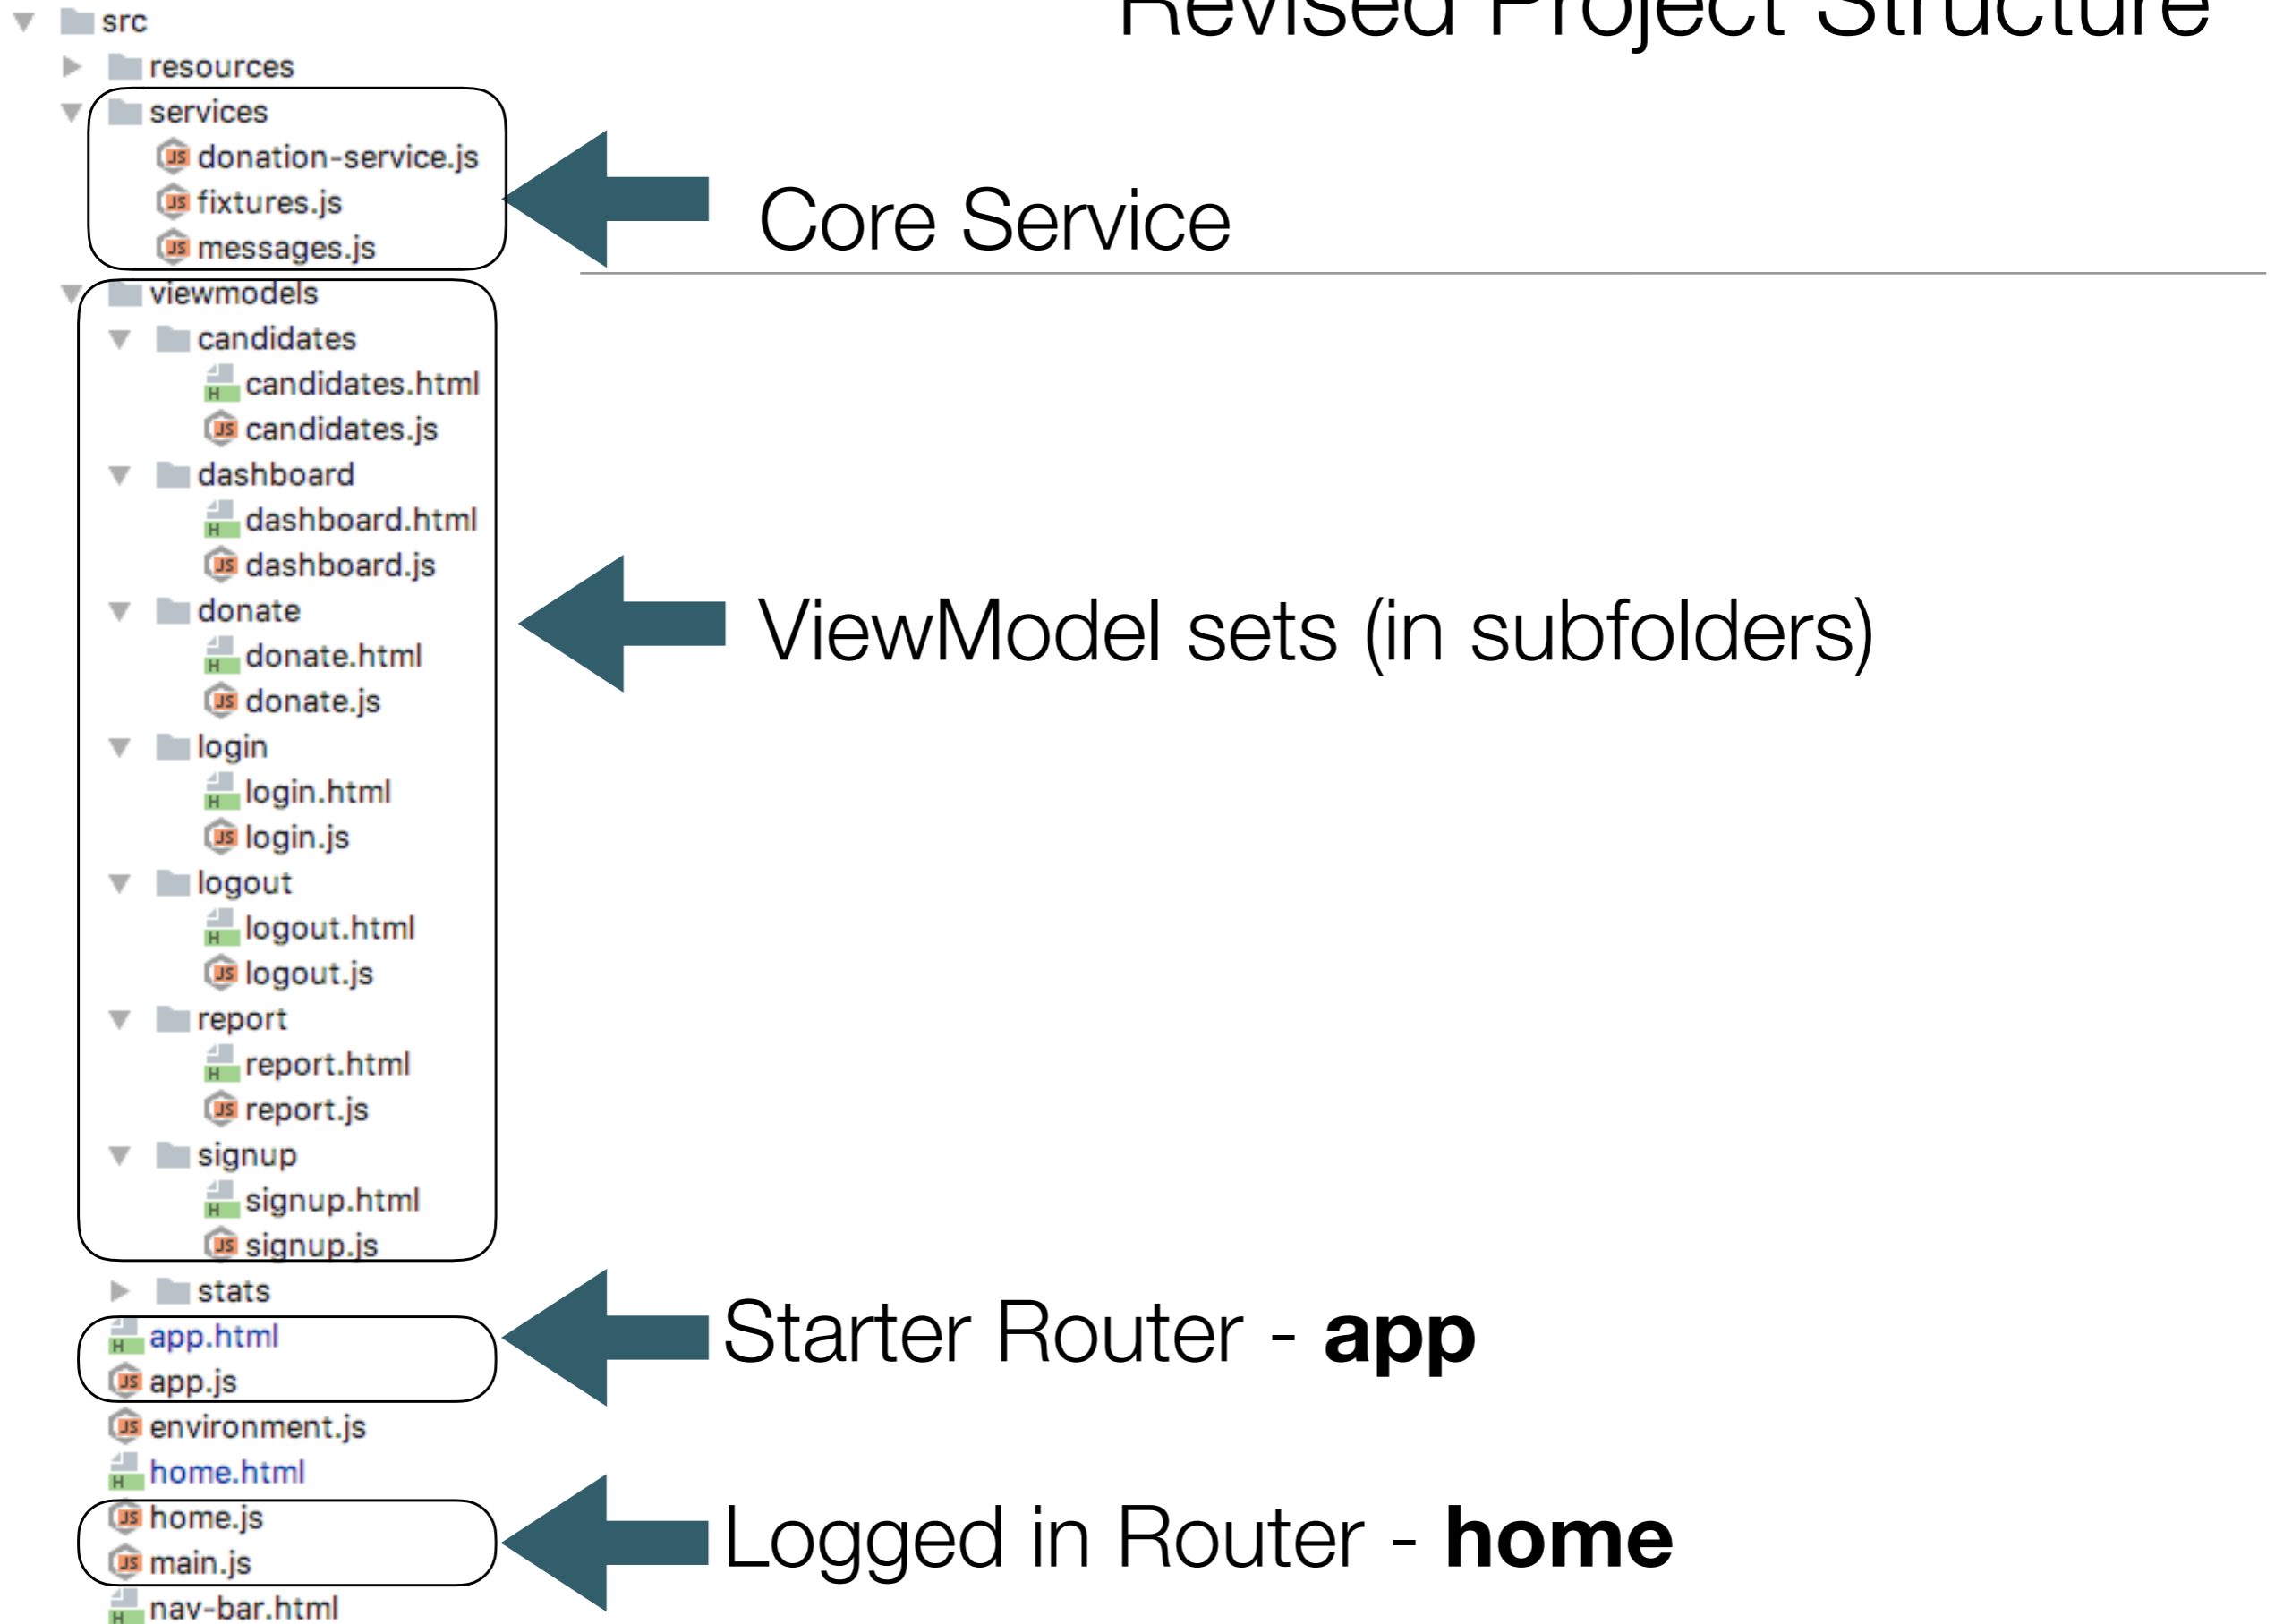 Revised Project Structure
src
resources
services
donation-service.js
fixtures.js
messages.js
Core Service
viewmodels
candidates
candidates.html
candidates.js
dashboard
dashboard.html
dashboard.js
donate
donate.html
donate.js
ViewModel sets (in subfolders)
login
login.html
login.js
logout
logout.html
logout.js
report
report.html
report.js
signup
signup.html
signup.js
stats
app.html
app.js
Starter Router - app
environment.js
home.html
home.js
main.js
Logged in Router - home
nav-bar.html